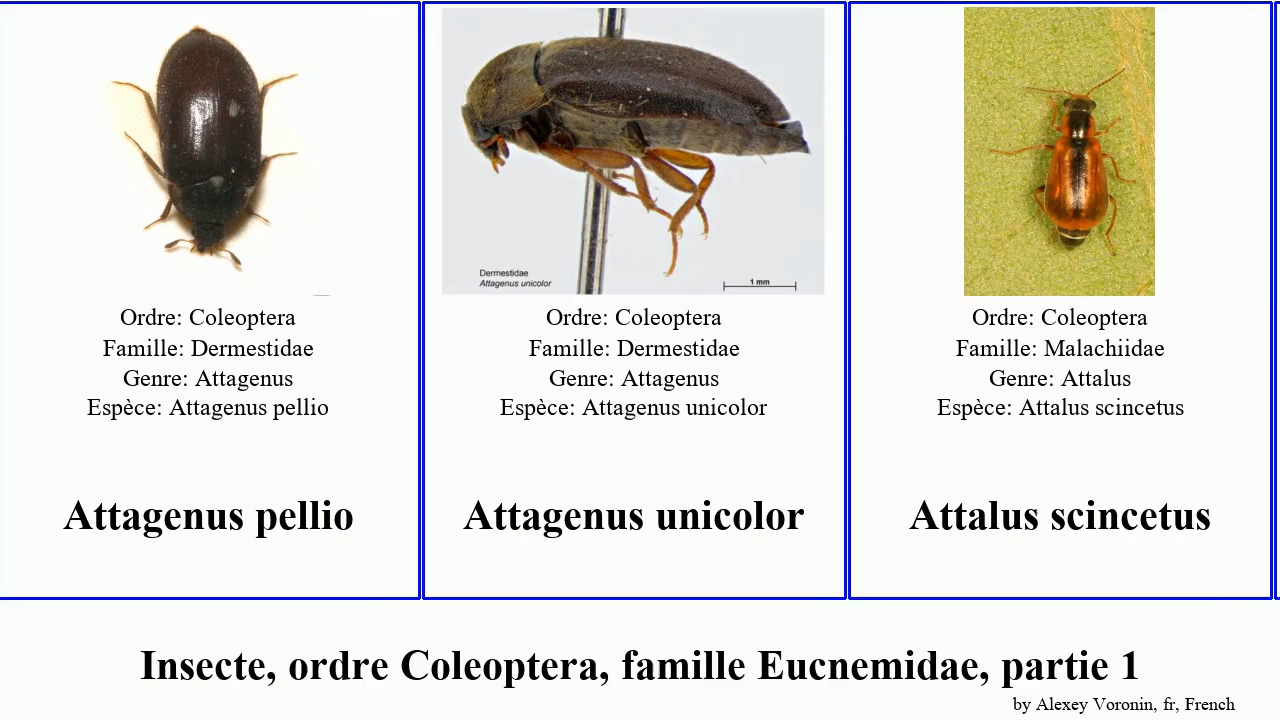 Dermestidae
Attagenus unicolor
1 mm
Ordre: Coleoptera
Famille: Dermestidae
Genre: Attagenus
Espèce: Attagenus pellio
Attagenus pellio
Ordre: Coleoptera
Famille: Dermestidae
Genre: Attagenus
Espèce: Attagenus unicolor
Attagenus unicolor
Ordre: Coleoptera
Famille: Malachiidae
Genre: Attalus
Espèce: Attalus scincetus
Attalus scincetus
Insecte, ordre Coleoptera, famille Eucnemidae, partie 1
by Alexey Voronin, fr, French